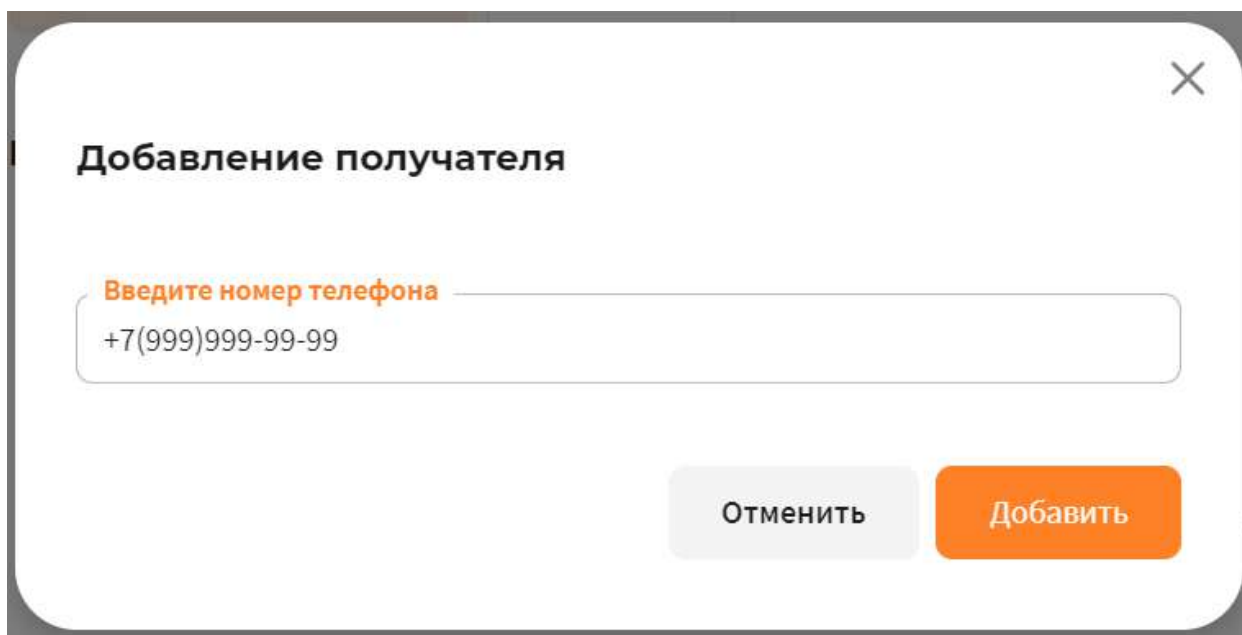 Добавление получателя
Введите номер телефона
+7(999)999-99-99
Отменить
Добавить